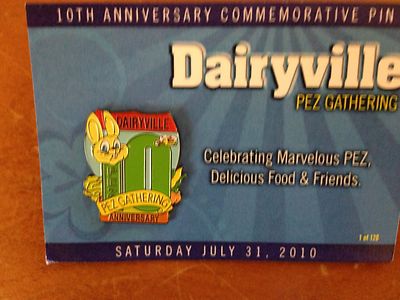 10TH ANNIVERSARY COMMEMORATIVE PIN
Dairyville
PEZ GATHERING
DAIRYVILLE
10
PEZ GATHERING
ANNIVERSARY
Celebrating Marvelous PEZ,
Delicious Food & Friends.
1 of 120
SATURDAY JULY 31, 2010